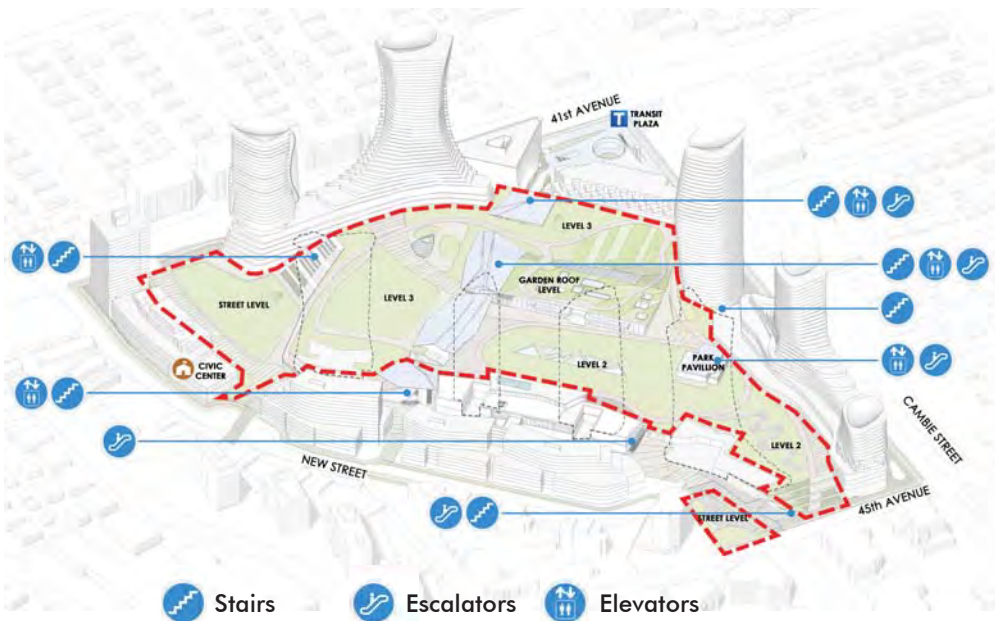 41st AVENUE
T TRANSIT
PLAZA
LEVEL 3
STREET LEVEL
LEVEL 3
GARDEN ROOF
LEVEL
CIVIC
CENTER
LEVEL 2
PARK
PAVILLION
LEVEL 2
CAMBIE STREET
NEW STREET
45th AVENUE
STREET LEVEL
Stairs
Escalators
Elevators